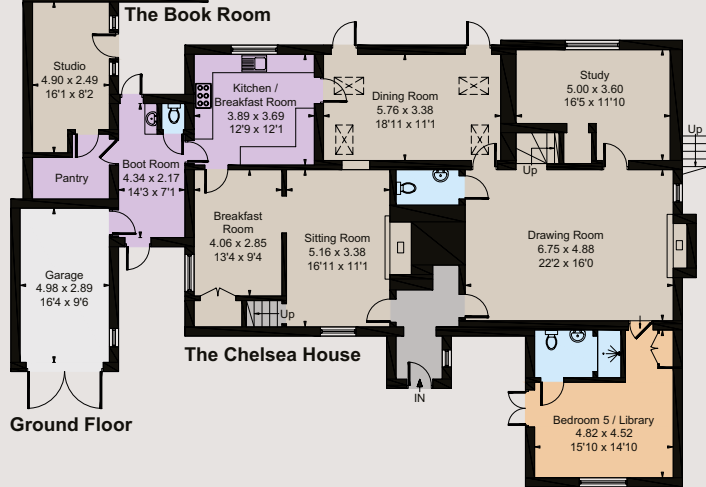 The Book Room
Studio
4.90 x 2.49
16'1 x 8'2
Kitchen /
Breakfast Room
3.89 x 3.69
12'9 x 12'1
Dining Room
5.76 x 3.38
18'11 x 11'1
Study
5.00 x 3.60
16'5 x 11'10
Up
Up
Pantry
Boot Room
4.34 x 2.17
14'3 x 7'1
Breakfast
Room
4.06 x 2.85
13'4 x 9'4
Sitting Room
5.16 x 3.38
16'11 x 11'1
Drawing Room
6.75 x 4.88
22'2 x 16'0
Garage
4.98 x 2.89
16'4 x 9'6
Up
The Chelsea House
IN
Ground Floor
Bedroom 5 / Library
4.82 x 4.52
15'10 x 14'10